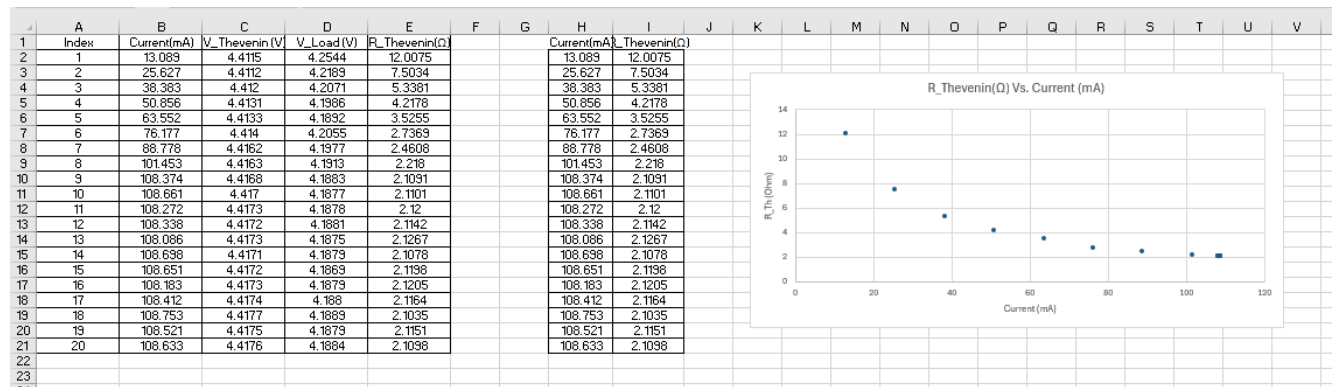 A B C D E F G H I J K L M N O P Q R S T U V
1 Index Current(mA) V_Thevenin (V) V_Load (V) R_Thevenin(Ω) Current(mA) _Thevenin(Ω)
2 1 13.089 4.4115 4.2544 12.0075 13.089 12.0075
3 2 25.627 4.4112 4.2189 7.5034 25.627 7.5034
4 3 38.383 4.412 4.2071 5.3381 38.383 5.3381
5 4 50.856 4.4131 4.1986 4.2178 50.856 4.2178
6 5 63.552 4.4133 4.1892 3.5255 63.552 3.5255
7 6 76.177 4.414 4.2055 2.7369 76.177 2.7369
8 7 88.778 4.4162 4.1977 2.4608 88.778 2.4608
9 8 101.453 4.4163 4.1913 2.218 101.453 2.218
10 9 108.374 4.4168 4.1883 2.1091 108.374 2.1091
11 10 108.661 4.417 4.1877 2.1101 108.661 2.1101
12 11 108.272 4.4173 4.1878 2.12 108.272 2.12
13 12 108.338 4.4172 4.1881 2.1142 108.338 2.1142
14 13 108.086 4.4173 4.1875 2.1267 108.086 2.1267
15 14 108.698 4.4171 4.1879 2.1078 108.698 2.1078
16 15 108.651 4.4172 4.1869 2.1198 108.651 2.1198
17 16 108.183 4.4173 4.1879 2.1205 108.183 2.1205
18 17 108.412 4.4174 4.188 2.1164 108.412 2.1164
19 18 108.753 4.4177 4.1889 2.1035 108.753 2.1035
20 19 108.521 4.4175 4.1879 2.1151 108.521 2.1151
21 20 108.633 4.4176 4.1884 2.1098 108.633 2.1098
22
23
R_Thevenin(Ω) Vs. Current (mA)
14
12
10
8
6
4
2
0
R_Th (Ohm)
0 20 40 60 80 100 120
Current (mA)